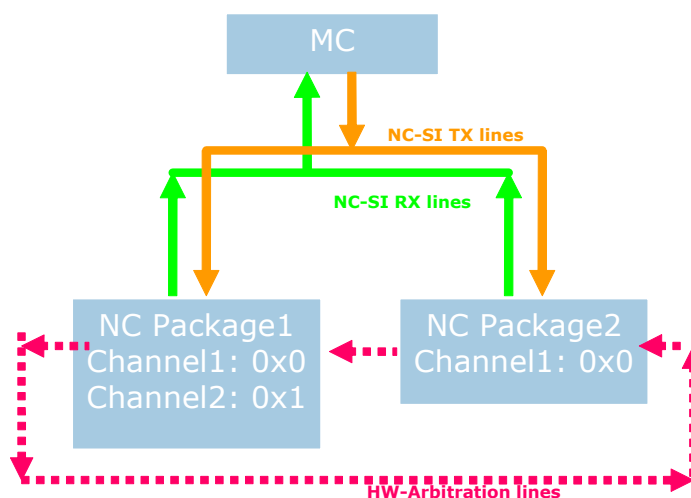 MC
NC-SI TX lines
NC-SI RX lines
NC Package1
Channel1: 0x0
Channel2: 0x1
NC Package2
Channel1: 0x0
HW-Arbitration lines